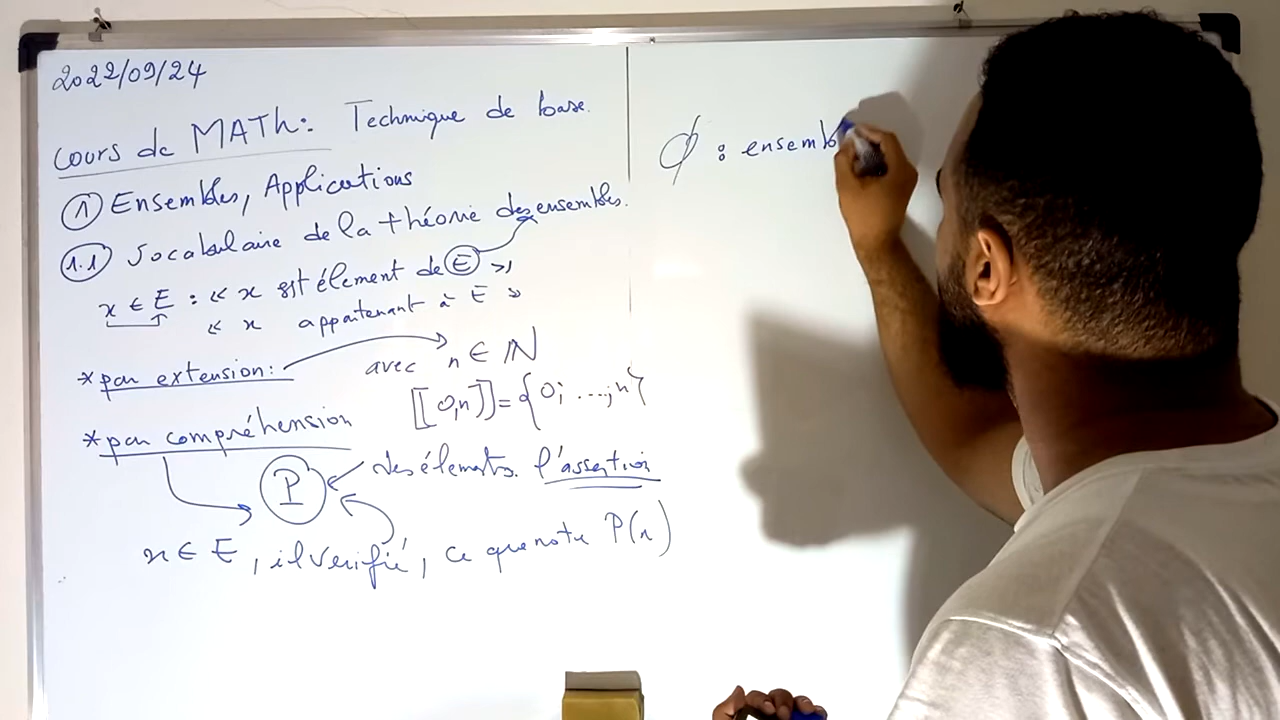 2022/09/24
Cours de MATH: Technique de base.
1 Ensembles, Applications
1.1 Vocabulaire de la théorie des ensembles.
x ∈ E : « x est élément de E »
« x appartenant à E »
* par extension: avec n ∈ ℕ
[[0,n]] = {0; ...; n}
* par compréhension
P des éléments. l'assertion
x ∈ E, il vérifié, ce que note P(x)
∅ : ensemb